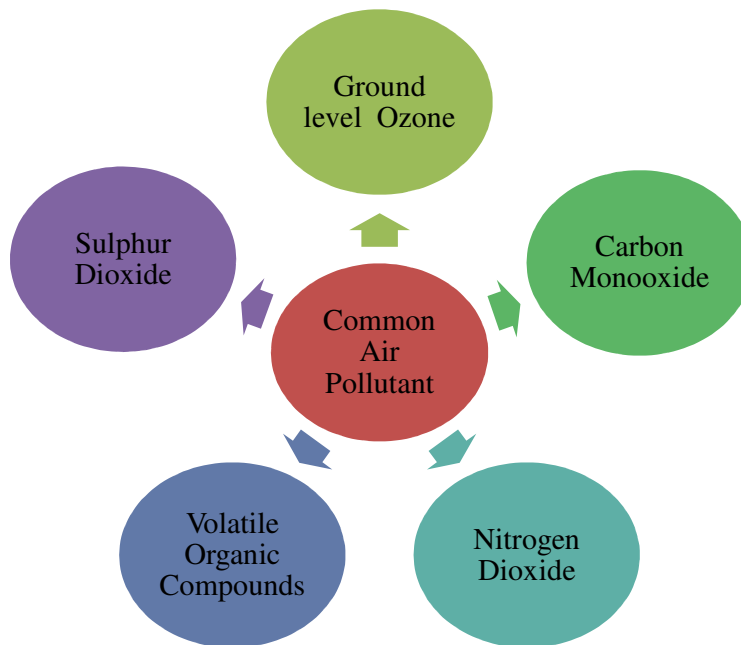 Ground
level Ozone
Sulphur
Dioxide
Carbon
Monooxide
Common
Air
Pollutant
Volatile
Organic
Compounds
Nitrogen
Dioxide